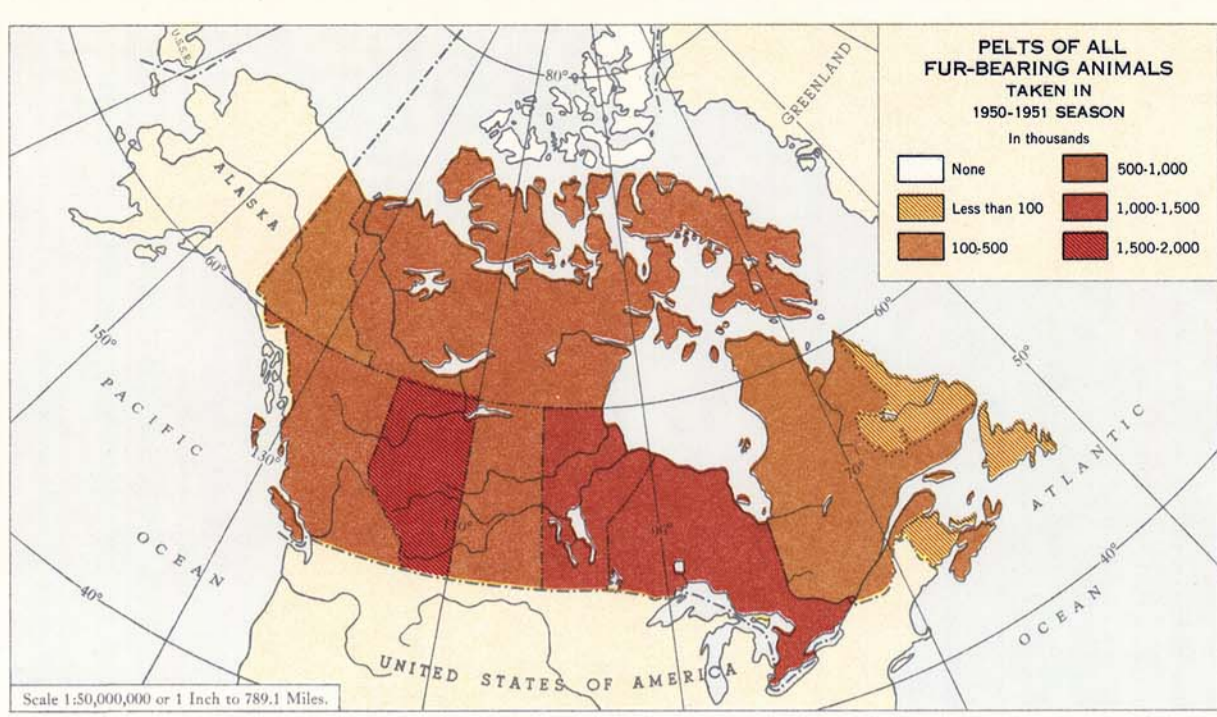 PELTS OF ALL
FUR-BEARING ANIMALS
TAKEN IN
1950-1951 SEASON
In thousands
None
Less than 100
100-500
500-1,000
1,000-1,500
1,500-2,000
U.S.S.R.
80°
GREENLAND
ALASKA
60°
60°
150°
50°
PACIFIC
OCEAN
130°
110°
90°
70°
ATLANTIC
OCEAN
40°
40°
UNITED STATES OF AMERICA
Scale 1:50,000,000 or 1 Inch to 789.1 Miles.